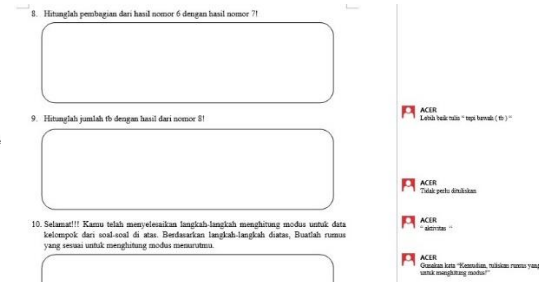 8. Hitunglah pembagian dari hasil nomor 6 dengan hasil nomor 7!
ACER
Lebih baik tulis " tepi bawah ( tb ) "
9. Hitunglah jumlah tb dengan hasil dari nomor 8!
ACER
Tidak perlu dituliskan
10. Selamat!!! Kamu telah menyelesaikan langkah-langkah menghitung modus untuk data
kelompok dari soal-soal di atas. Berdasarkan langkah-langkah diatas, Buatlah rumus
yang sesuai untuk menghitung modus menurutmu.
ACER
" aktivitas "
ACER
Gunakan kata "Kemudian, tuliskan rumus yang
untuk menghitung modus!"